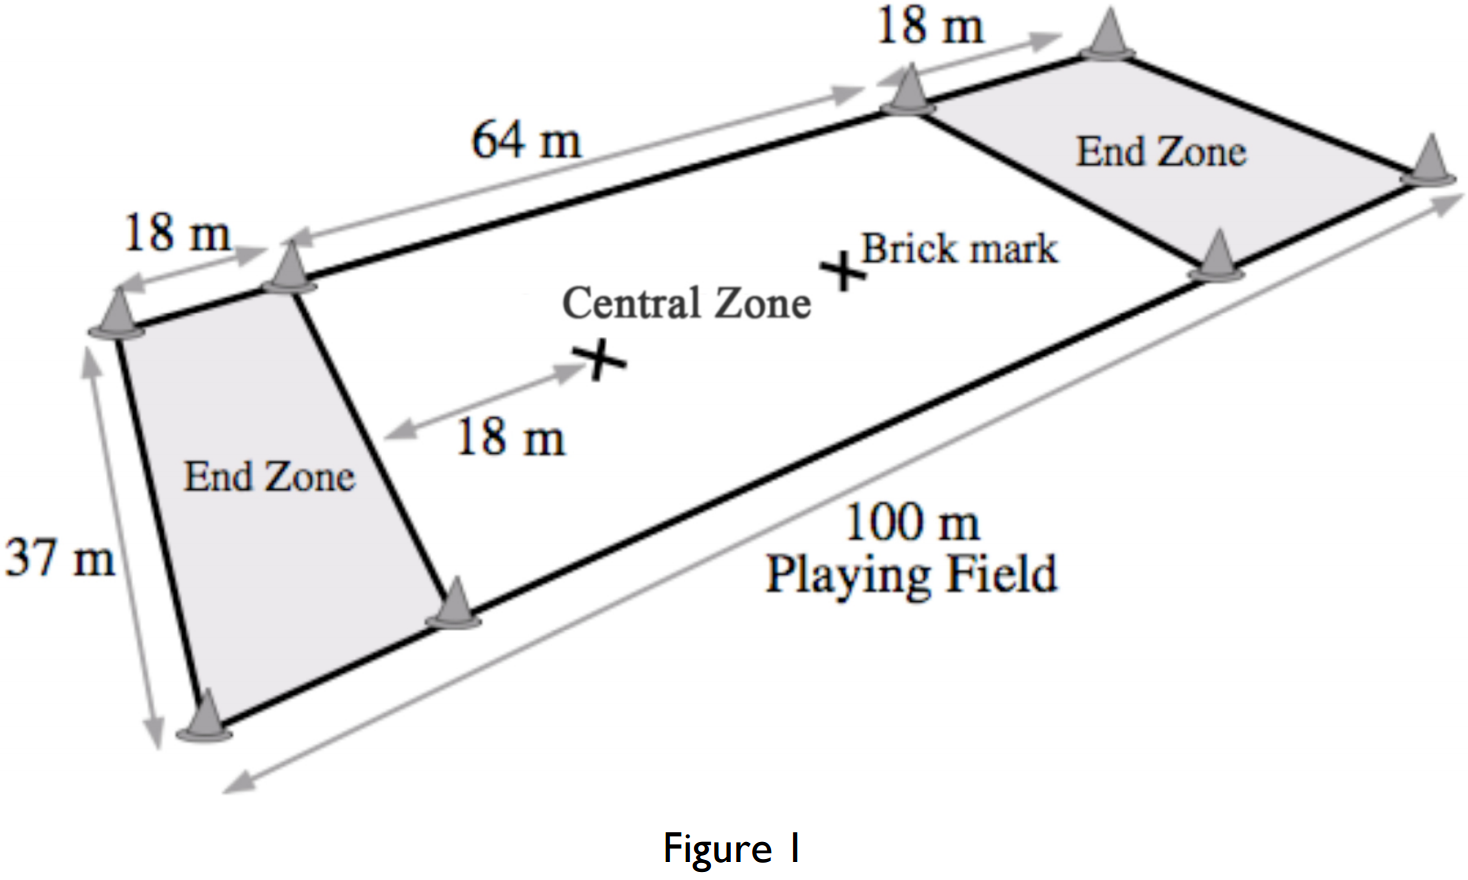 18 m
64 m
End Zone
18 m
Brick mark
Central Zone
18 m
End Zone
100 m
Playing Field
37 m
Figure 1